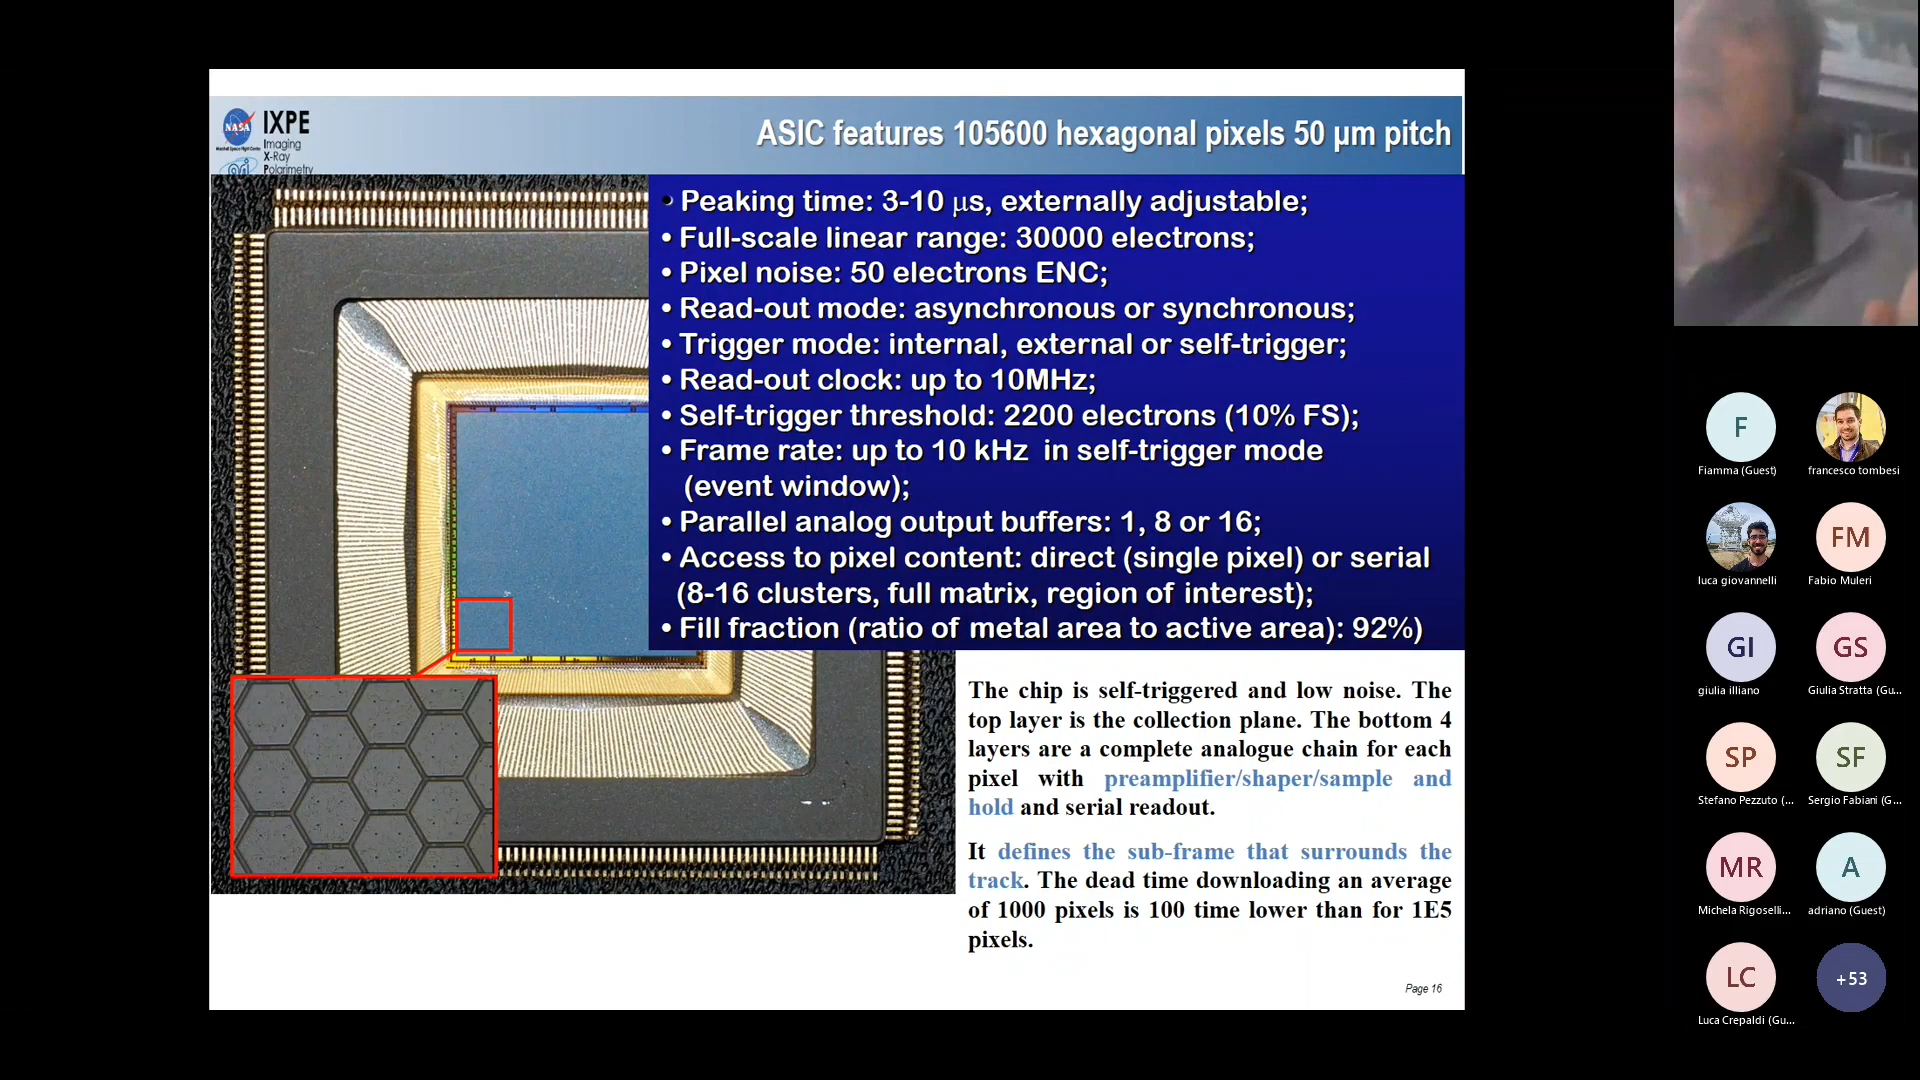 NASA
IXPE
Imaging
X-Ray
Polarimetry
ASIC features 105600 hexagonal pixels 50 µm pitch
• Peaking time: 3-10 µs, externally adjustable;
• Full-scale linear range: 30000 electrons;
• Pixel noise: 50 electrons ENC;
• Read-out mode: asynchronous or synchronous;
• Trigger mode: internal, external or self-trigger;
• Read-out clock: up to 10MHz;
• Self-trigger threshold: 2200 electrons (10% FS);
• Frame rate: up to 10 kHz in self-trigger mode
(event window);
• Parallel analog output buffers: 1, 8 or 16;
• Access to pixel content: direct (single pixel) or serial
(8-16 clusters, full matrix, region of interest);
• Fill fraction (ratio of metal area to active area): 92%)
The chip is self-triggered and low noise. The
top layer is the collection plane. The bottom 4
layers are a complete analogue chain for each
pixel with preamplifier/shaper/sample and
hold and serial readout.
It defines the sub-frame that surrounds the
track. The dead time downloading an average
of 1000 pixels is 100 time lower than for 1E5
pixels.
Page 16
F
Fiamma (Guest)
francesco tombesi
luca giovannelli
FM
Fabio Muleri
GI
giulia illiano
GS
Giulia Stratta (Gu...
SP
Stefano Pezzuto (...
SF
Sergio Fabiani (G...
MR
Michela Rigoselli...
A
adriano (Guest)
LC
Luca Crepaldi (Gu...
+53